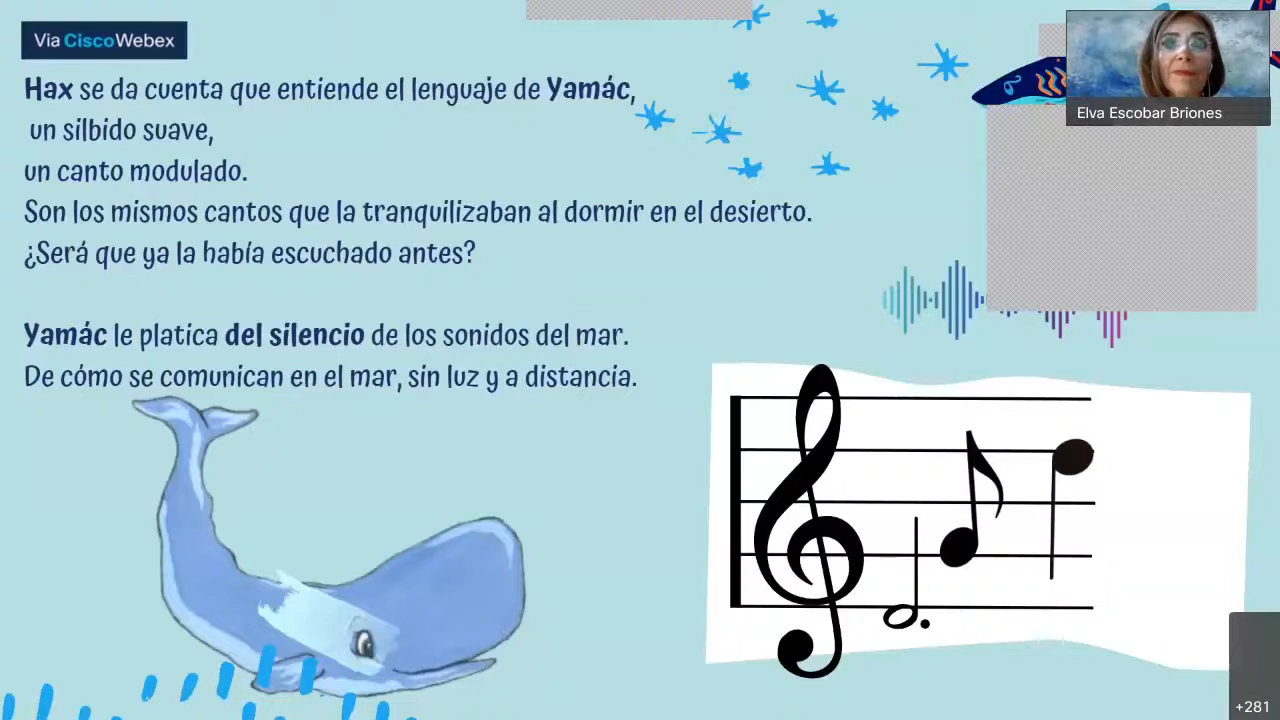 Via CiscoWebex
Hax se da cuenta que entiende el lenguaje de Yamác,
un silbido suave,
un canto modulado.
Son los mismos cantos que la tranquilizaban al dormir en el desierto.
¿Será que ya la había escuchado antes?
Yamác le platica del silencio de los sonidos del mar.
De cómo se comunican en el mar, sin luz y a distancia.
Elva Escobar Briones
+281